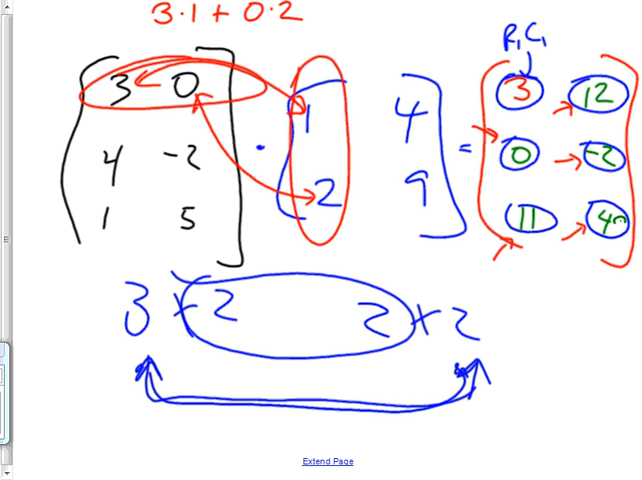 3·1 + 0·2
R₁C₁
3 0 1 4 3 12
4 -2 · = 0 -2
1 5 2 9 11
3 × 2 2 × 2
Extend Page